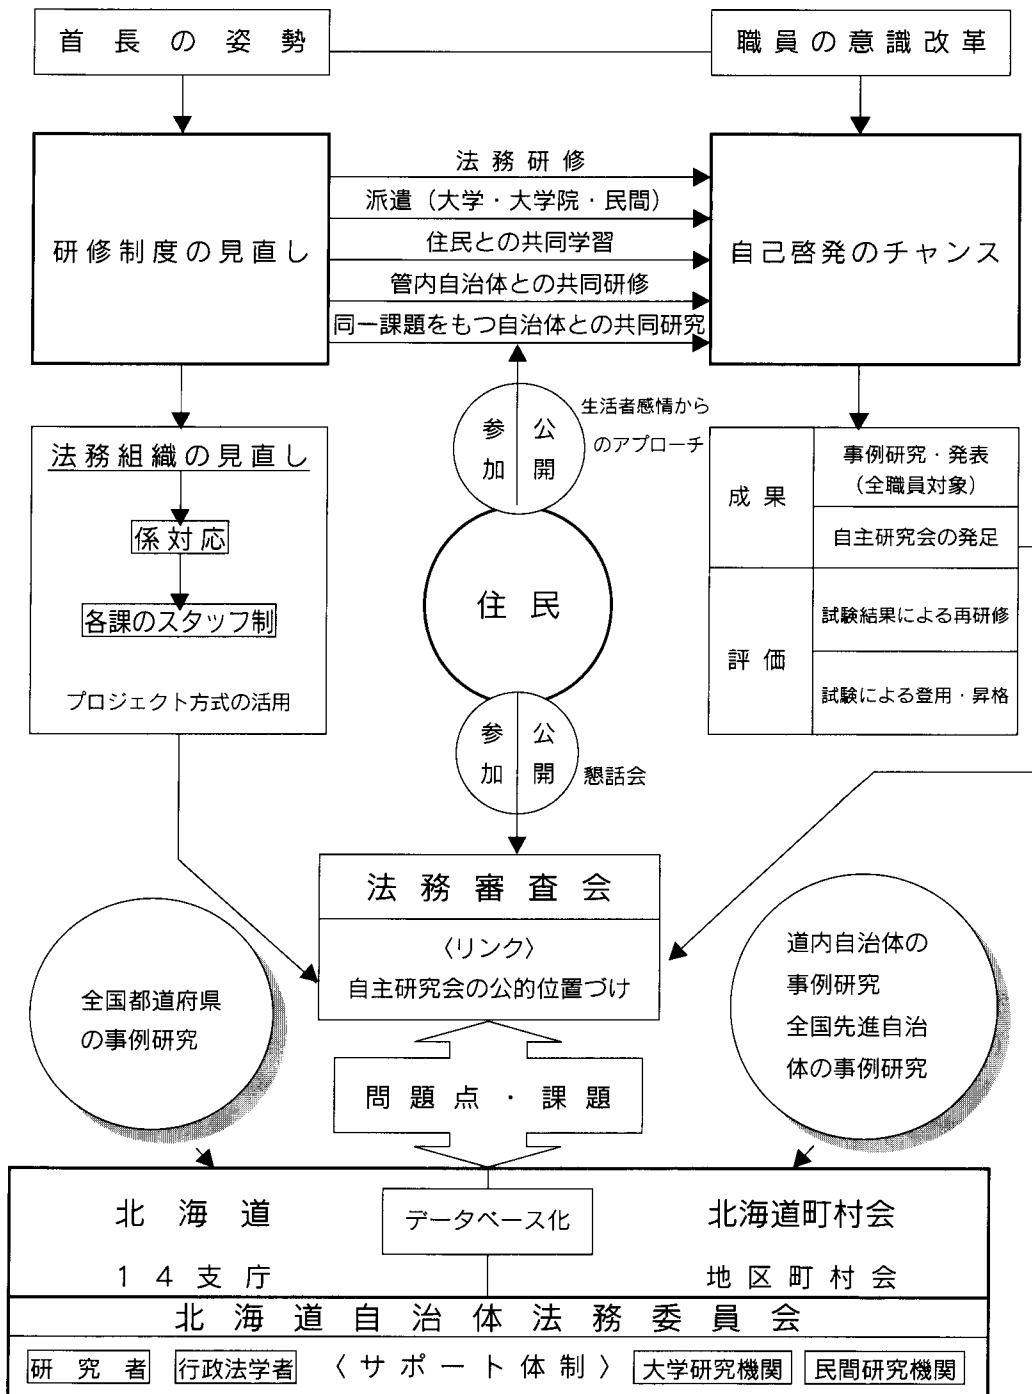 首長の姿勢
職員の意識改革
研修制度の見直し
法務研修
派遣（大学・大学院・民間）
住民との共同学習
管内自治体との共同研修
同一課題をもつ自治体との共同研究
自己啓発のチャンス
法務組織の見直し
係対応
各課のスタッフ制
プロジェクト方式の活用
参加
公開
生活者感情から
のアプローチ
住民
参加
公開
懇話会
成果
事例研究・発表
（全職員対象）
自主研究会の発足
評価
試験結果による再研修
試験による登用・昇格
法務審査会
〈リンク〉
自主研究会の公的位置づけ
全国都道府県
の事例研究
道内自治体の
事例研究
全国先進自治
体の事例研究
問題点・課題
北海道
データベース化
北海道町村会
14支庁
地区町村会
北海道自治体法務委員会
研究者
行政法学者
〈サポート体制〉
大学研究機関
民間研究機関